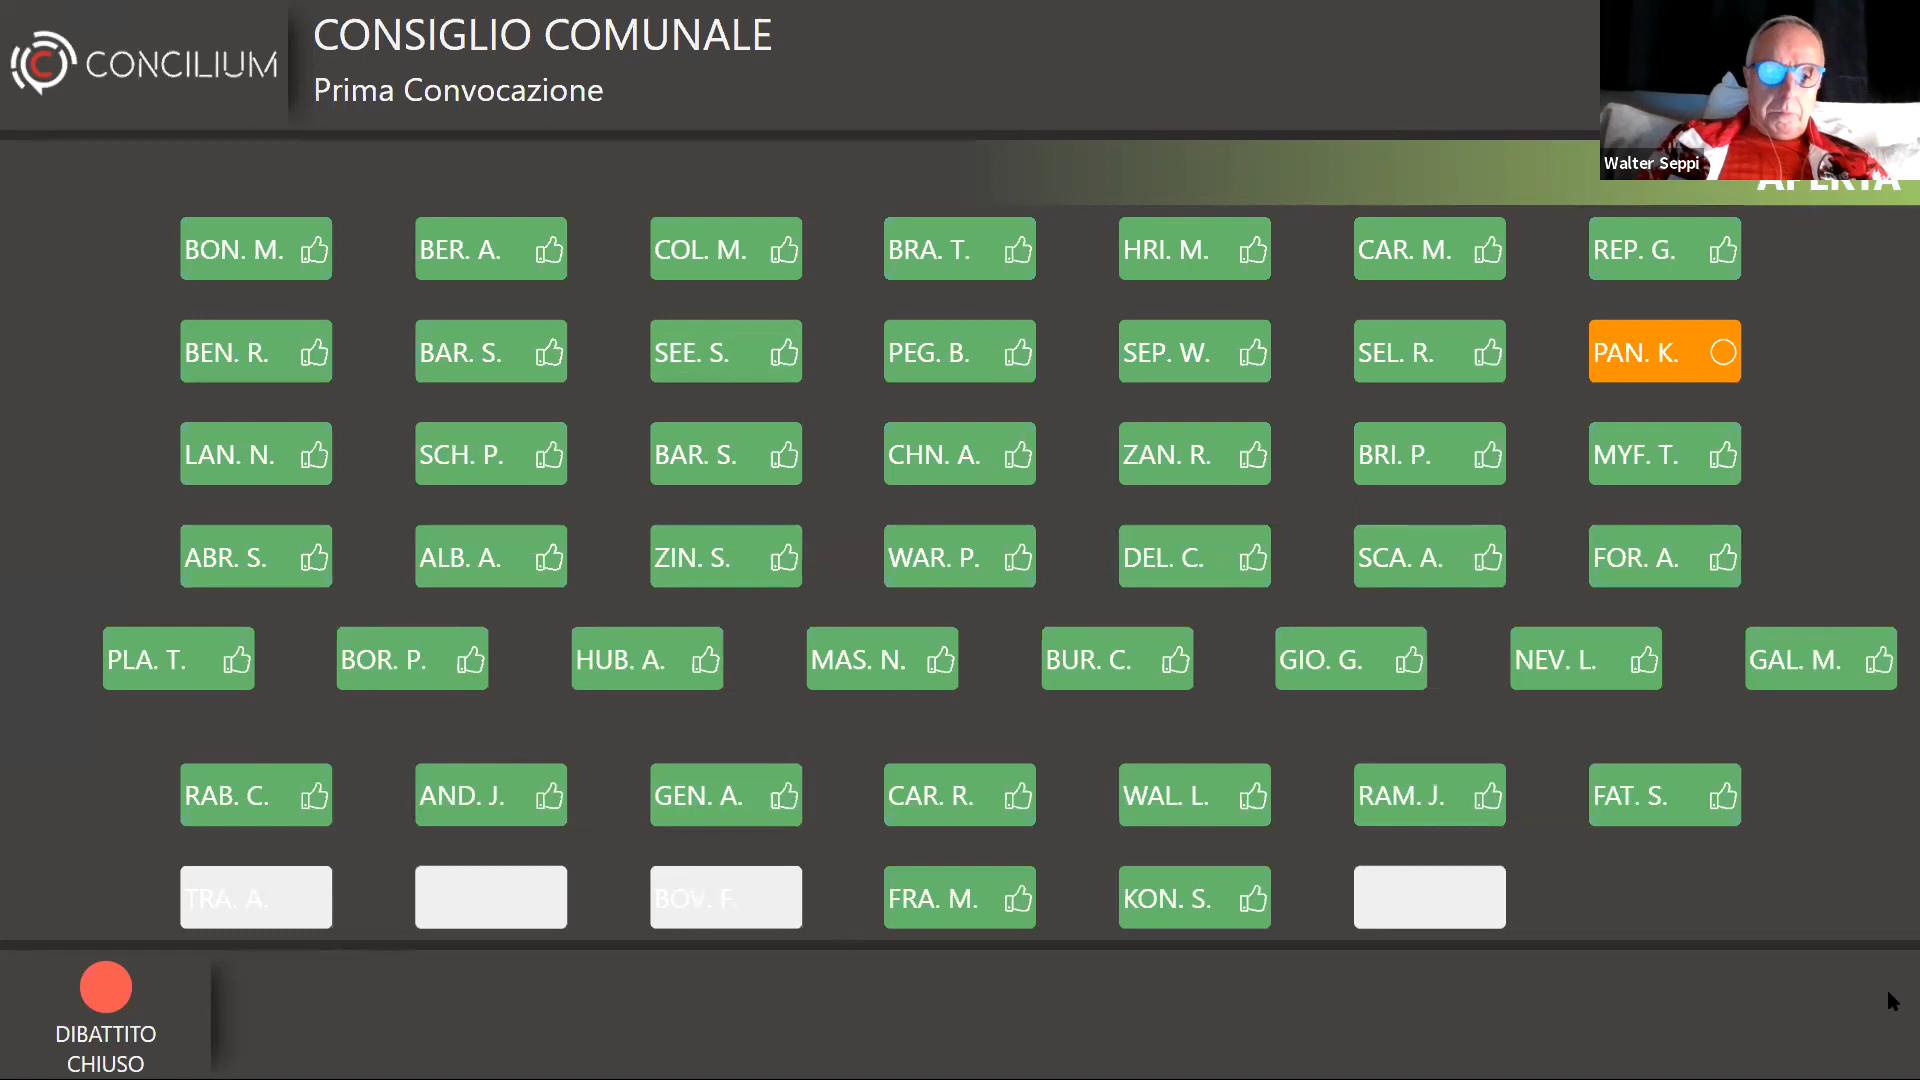 CONCILIUM
CONSIGLIO COMUNALE
Prima Convocazione
Walter Seppi
APERTA
BON. M. BER. A. COL. M. BRA. T. HRI. M. CAR. M. REP. G.
BEN. R. BAR. S. SEE. S. PEG. B. SEP. W. SEL. R. PAN. K.
LAN. N. SCH. P. BAR. S. CHN. A. ZAN. R. BRI. P. MYF. T.
ABR. S. ALB. A. ZIN. S. WAR. P. DEL. C. SCA. A. FOR. A.
PLA. T. BOR. P. HUB. A. MAS. N. BUR. C. GIO. G. NEV. L. GAL. M.
RAB. C. AND. J. GEN. A. CAR. R. WAL. L. RAM. J. FAT. S.
TRA. A. BOV. F. FRA. M. KON. S.
DIBATTITO
CHIUSO